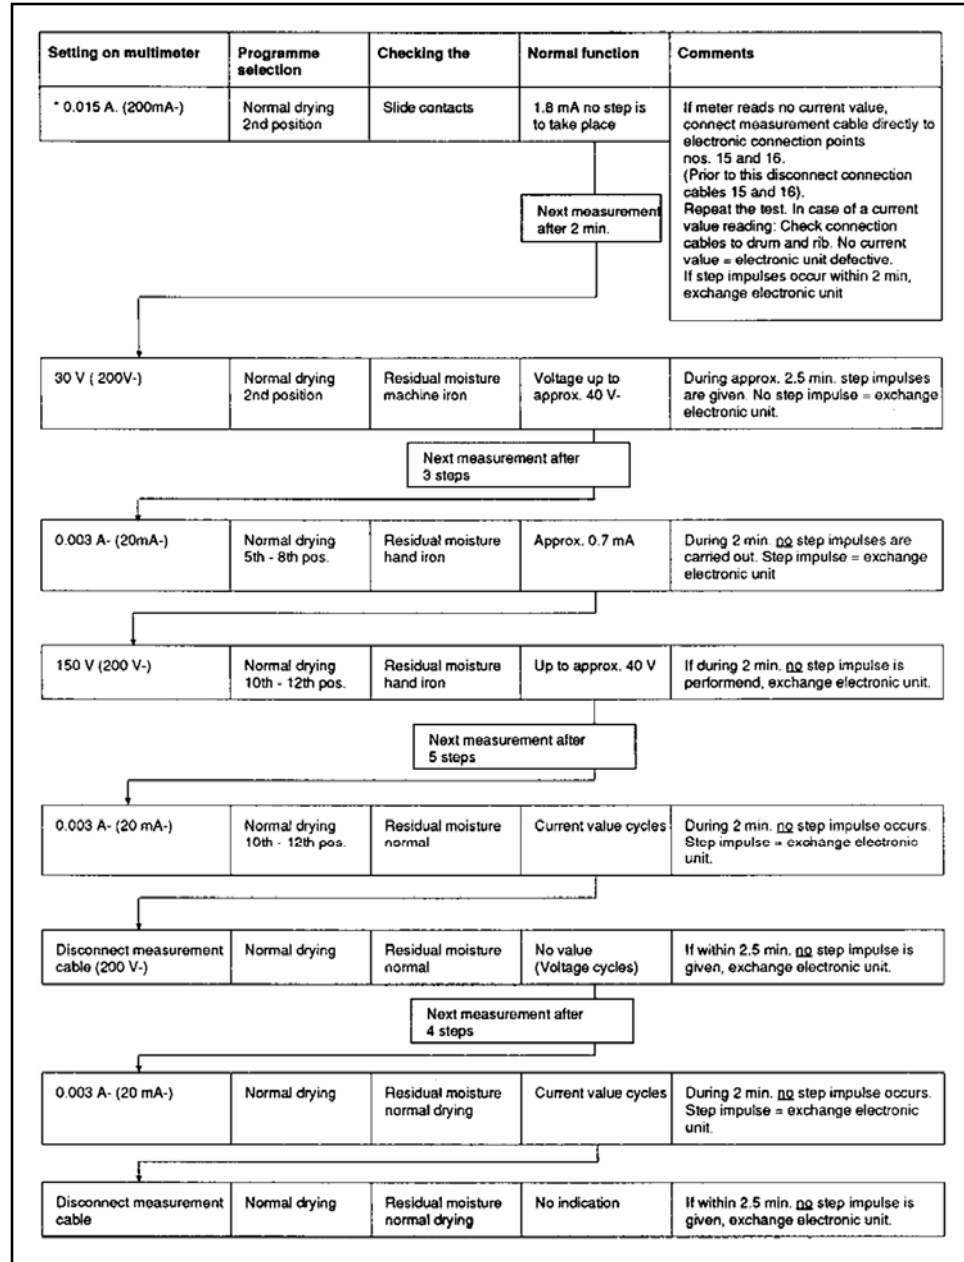 Setting on multimeter
Programme
selection
Checking the
Normal function
Comments
* 0.015 A. (200mA-)
Normal drying
2nd position
Slide contacts
1.8 mA no step is
to take place
If meter reads no current value,
connect measurement cable directly to
electronic connection points
nos. 15 and 16.
(Prior to this disconnect connection
cables 15 and 16).
Repeat the test. In case of a current
value reading: Check connection
cables to drum and rib. No current
value = electronic unit defective.
If step impulses occur within 2 min,
exchange electronic unit
Next measurement
after 2 min.
30 V ( 200V-)
Normal drying
2nd position
Residual moisture
machine iron
Voltage up to
approx. 40 V-
During approx. 2.5 min. step impulses
are given. No step impulse = exchange
electronic unit.
Next measurement after
3 steps
0.003 A- (20mA-)
Normal drying
5th - 8th pos.
Residual moisture
hand iron
Approx. 0.7 mA
During 2 min. no step impulses are
carried out. Step impulse = exchange
electronic unit
150 V (200 V-)
Normal drying
10th - 12th pos.
Residual moisture
hand iron
Up to approx. 40 V
If during 2 min. no step impulse is
performend, exchange electronic unit.
Next measurement after
5 steps
0.003 A- (20 mA-)
Normal drying
10th - 12th pos.
Residual moisture
normal
Current value cycles
During 2 min. no step impulse occurs.
Step impulse = exchange electronic
unit.
Disconnect measurement
cable (200 V-)
Normal drying
Residual moisture
normal
No value
(Voltage cycles)
If within 2.5 min. no step impulse is
given, exchange electronic unit.
Next measurement after
4 steps
0.003 A- (20 mA-)
Normal drying
Residual moisture
normal drying
Current value cycles
During 2 min. no step impulse occurs.
Step impulse = exchange electronic
unit.
Disconnect measurement
cable
Normal drying
Residual moisture
normal drying
No indication
If within 2.5 min. no step impulse is
given, exchange electronic unit.